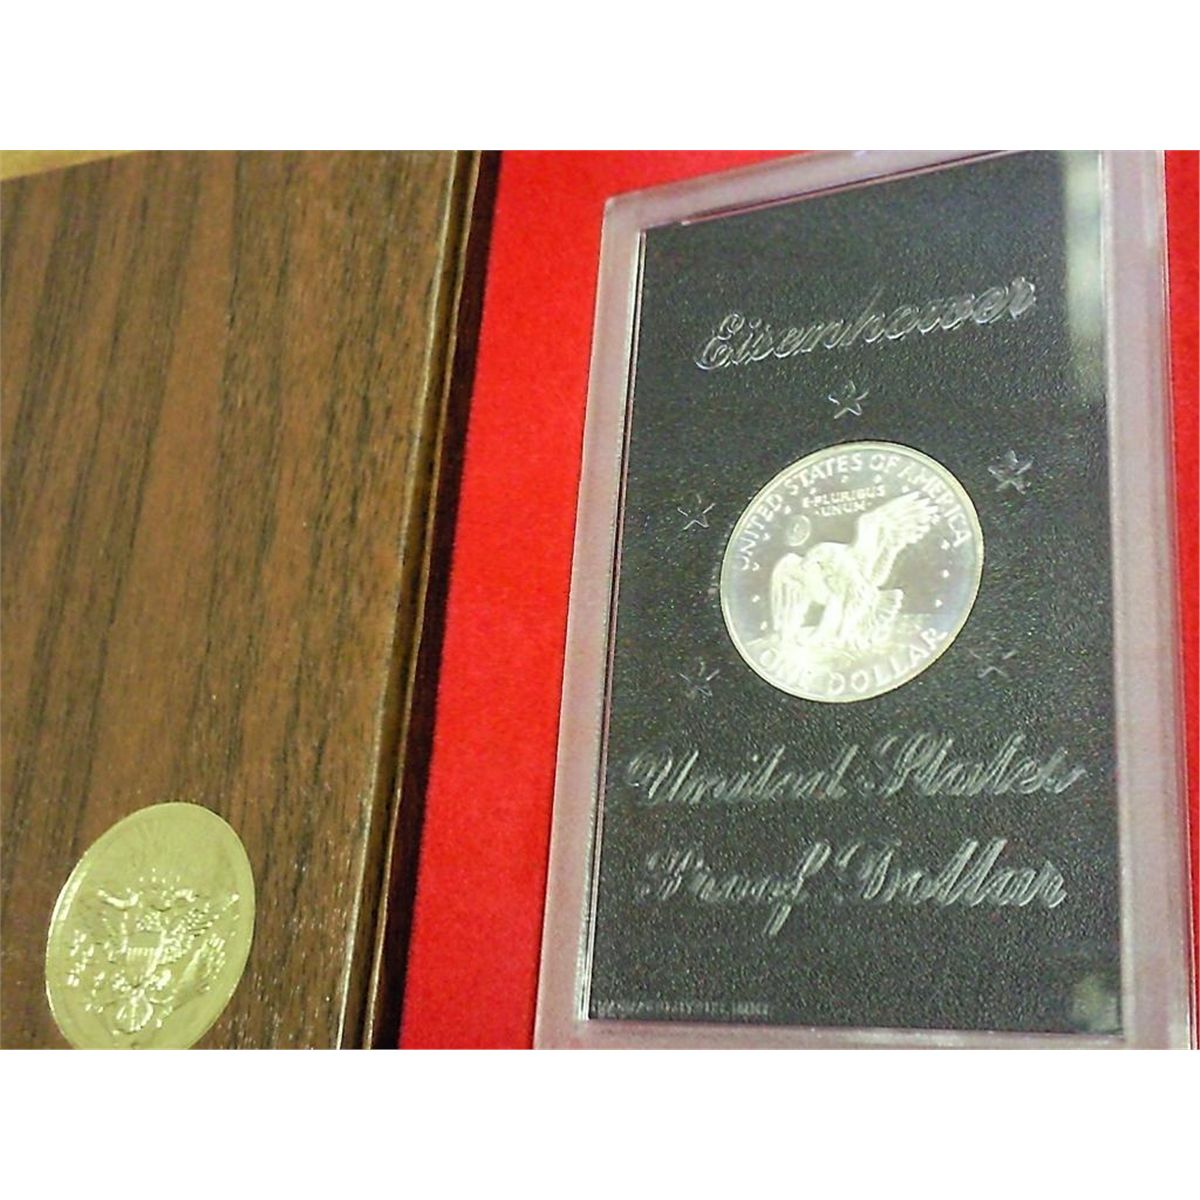 Eisenhower
UNITED STATES OF AMERICA
E·PLURIBUS
UNUM
ONE DOLLAR
United States
Proof Dollar